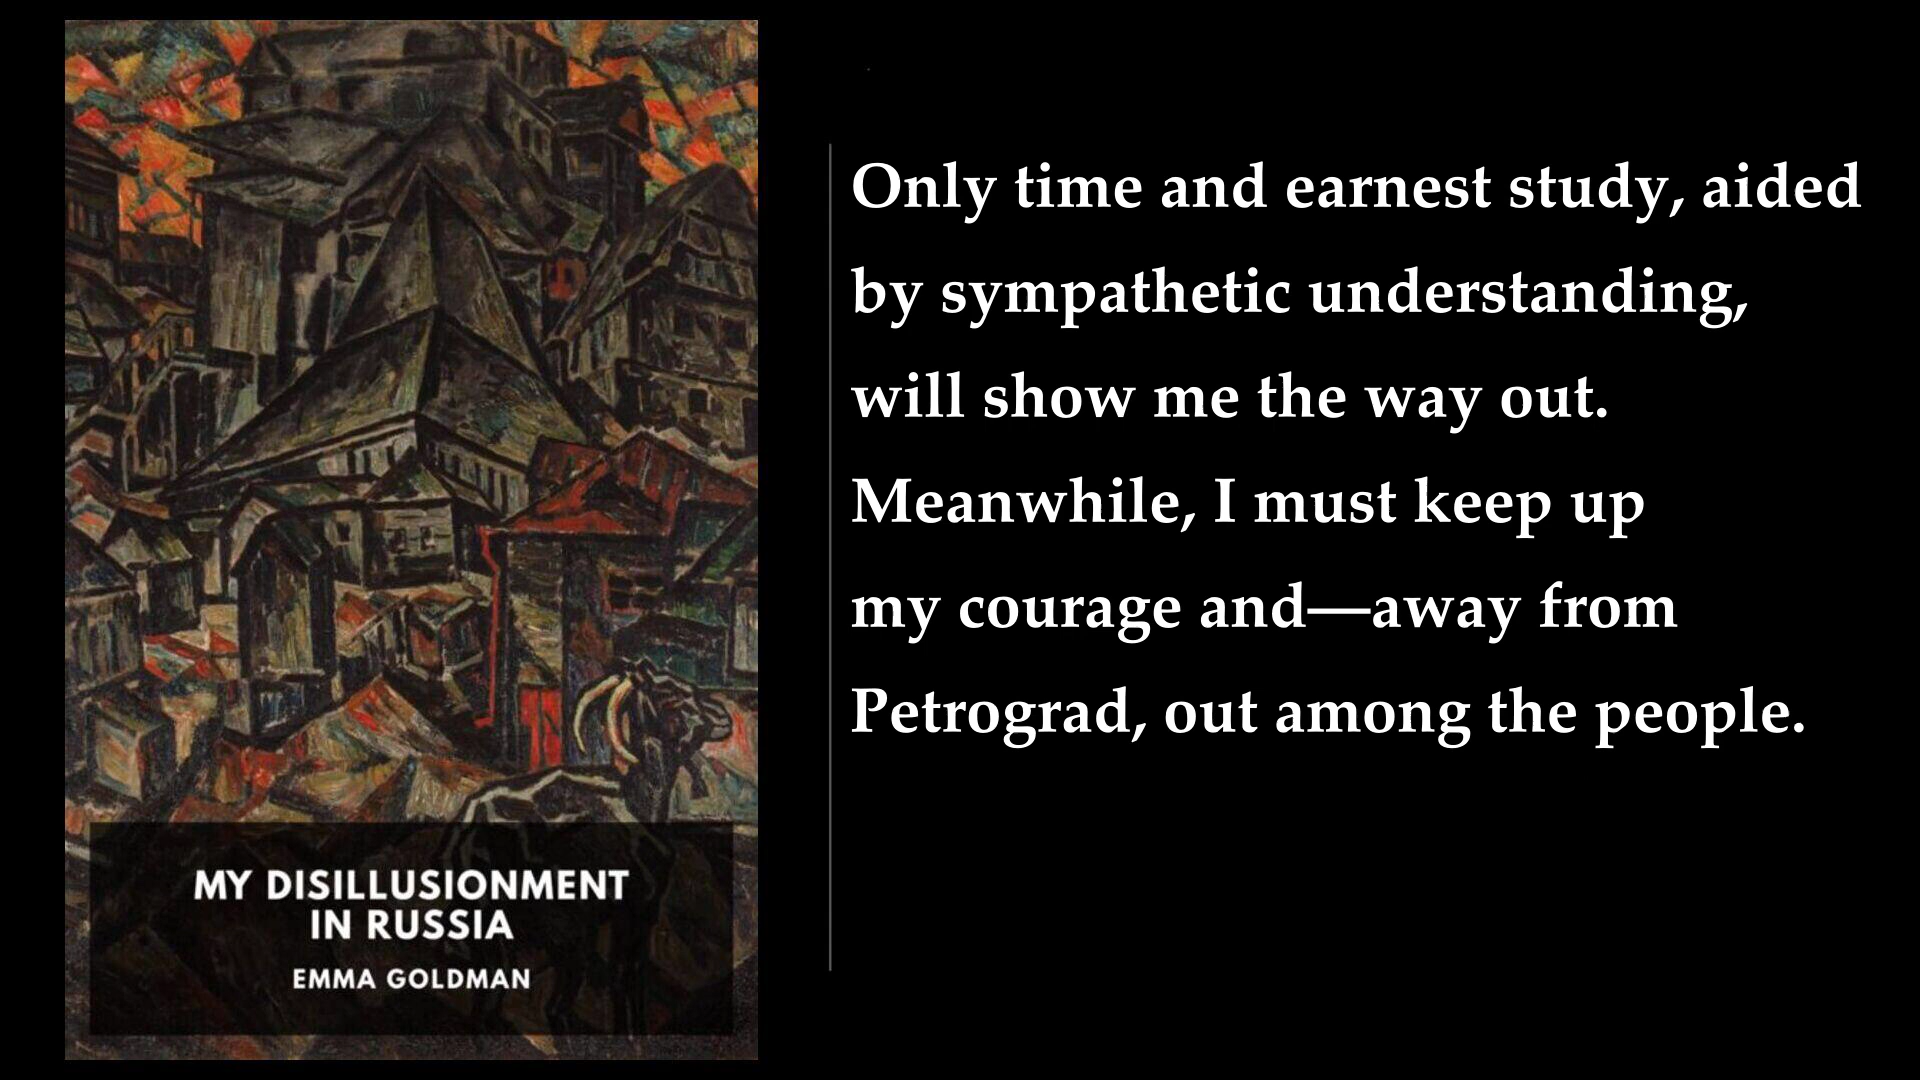 Only time and earnest study, aided
by sympathetic understanding,
will show me the way out.
Meanwhile, I must keep up
my courage and—away from
Petrograd, out among the people.
MY DISILLUSIONMENT
IN RUSSIA
EMMA GOLDMAN